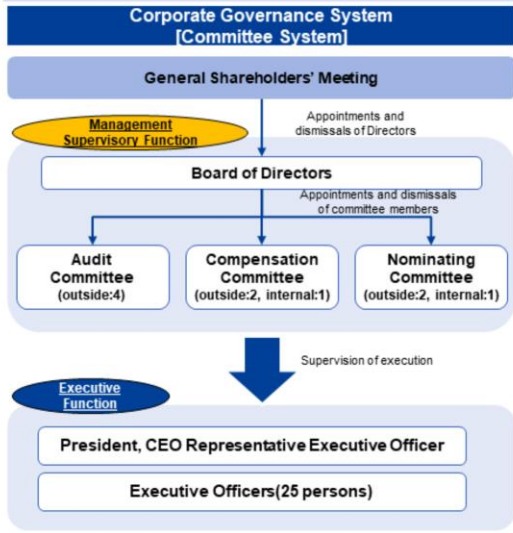 Corporate Governance System
[Committee System]
General Shareholders' Meeting
Appointments and
dismissals of Directors
Management
Supervisory Function
Board of Directors
Appointments and dismissals
of committee members
Audit
Committee
(outside:4)
Compensation
Committee
(outside:2, internal:1)
Nominating
Committee
(outside:2, internal:1)
Supervision of execution
Executive
Function
President, CEO Representative Executive Officer
Executive Officers(25 persons)